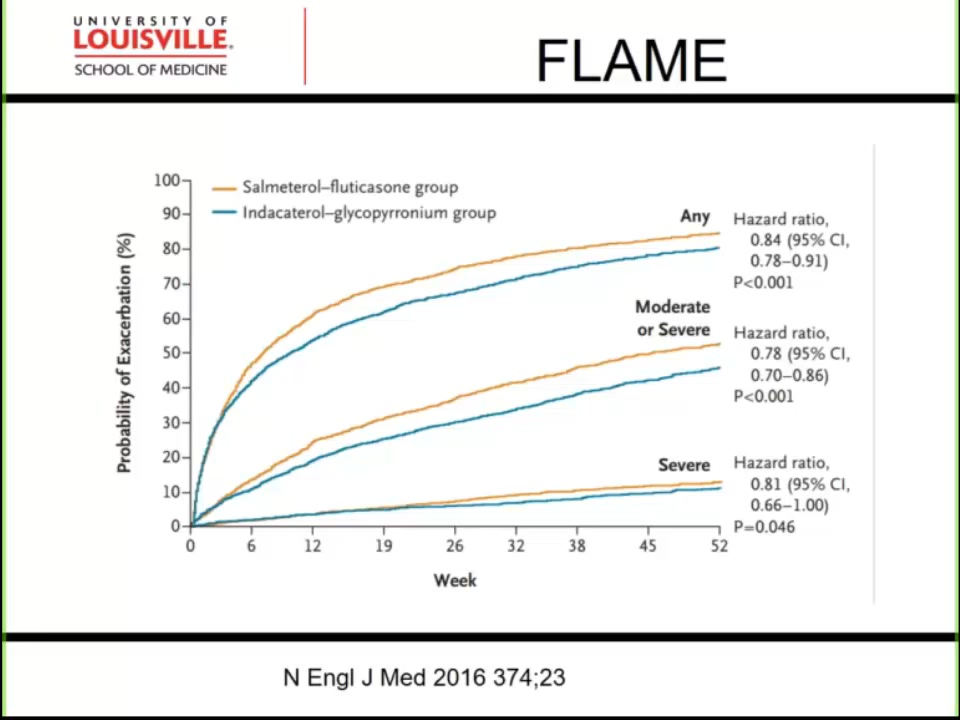 UNIVERSITY OF
LOUISVILLE.
SCHOOL OF MEDICINE
FLAME
Salmeterol–fluticasone group
Indacaterol–glycopyrronium group
Probability of Exacerbation (%)
100
90
80
70
60
50
40
30
20
10
0
Any
Hazard ratio,
0.84 (95% CI,
0.78–0.91)
P<0.001
Moderate
or Severe
Hazard ratio,
0.78 (95% CI,
0.70–0.86)
P<0.001
Severe
Hazard ratio,
0.81 (95% CI,
0.66–1.00)
P=0.046
0 6 12 19 26 32 38 45 52
Week
N Engl J Med 2016 374;23